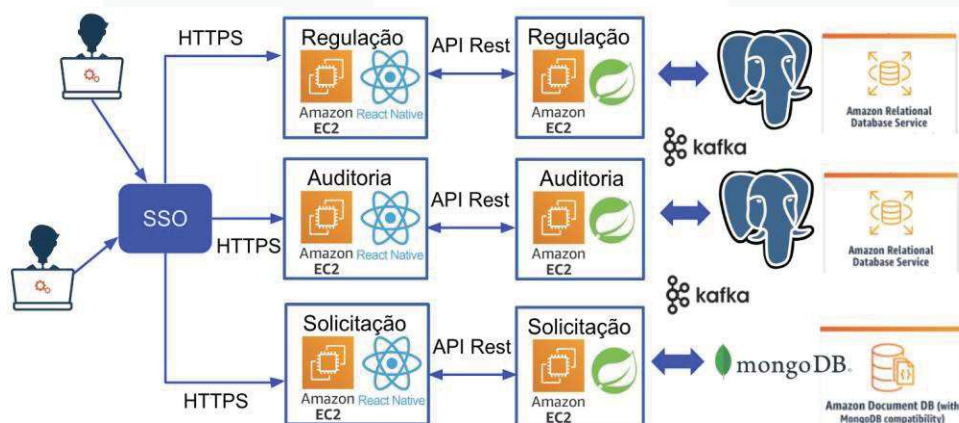 HTTPS
Regulação
Amazon
EC2
React Native
API Rest
Regulação
Amazon
EC2
Amazon Relational
Database Service
kafka
SSO
HTTPS
Auditoria
Amazon
EC2
React Native
API Rest
Auditoria
Amazon
EC2
Amazon Relational
Database Service
kafka
HTTPS
Solicitação
Amazon
EC2
React Native
API Rest
Solicitação
Amazon
EC2
mongoDB.
Amazon Document DB (with
MongoDB compatibility)